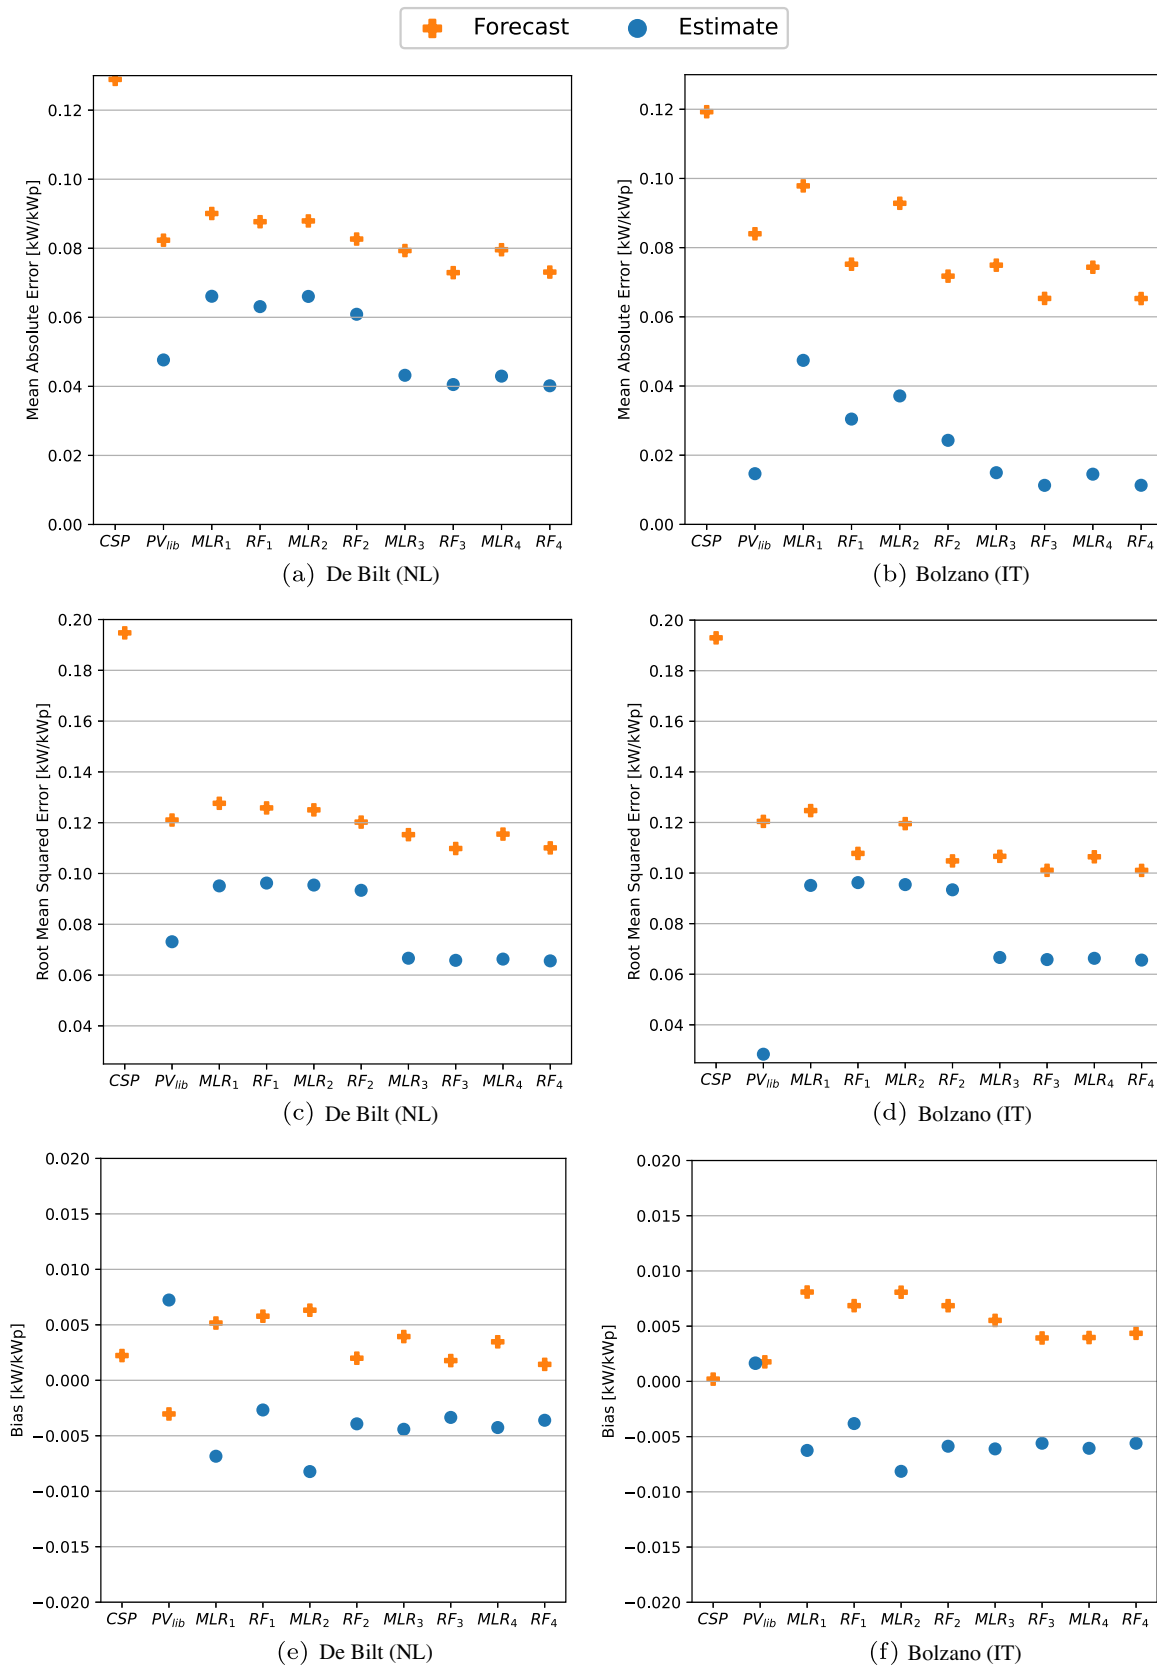 Forecast Estimate
Mean Absolute Error [kW/kWp]
0.12
0.10
0.08
0.06
0.04
0.02
0.00
CSP PVlib MLR1 RF1 MLR2 RF2 MLR3 RF3 MLR4 RF4
(a) De Bilt (NL)
Mean Absolute Error [kW/kWp]
0.12
0.10
0.08
0.06
0.04
0.02
0.00
CSP PVlib MLR1 RF1 MLR2 RF2 MLR3 RF3 MLR4 RF4
(b) Bolzano (IT)
Root Mean Squared Error [kW/kWp]
0.20
0.18
0.16
0.14
0.12
0.10
0.08
0.06
0.04
CSP PVlib MLR1 RF1 MLR2 RF2 MLR3 RF3 MLR4 RF4
(c) De Bilt (NL)
Root Mean Squared Error [kW/kWp]
0.20
0.18
0.16
0.14
0.12
0.10
0.08
0.06
0.04
CSP PVlib MLR1 RF1 MLR2 RF2 MLR3 RF3 MLR4 RF4
(d) Bolzano (IT)
Bias [kW/kWp]
0.020
0.015
0.010
0.005
0.000
−0.005
−0.010
−0.015
−0.020
CSP PVlib MLR1 RF1 MLR2 RF2 MLR3 RF3 MLR4 RF4
(e) De Bilt (NL)
Bias [kW/kWp]
0.020
0.015
0.010
0.005
0.000
−0.005
−0.010
−0.015
−0.020
CSP PVlib MLR1 RF1 MLR2 RF2 MLR3 RF3 MLR4 RF4
(f) Bolzano (IT)